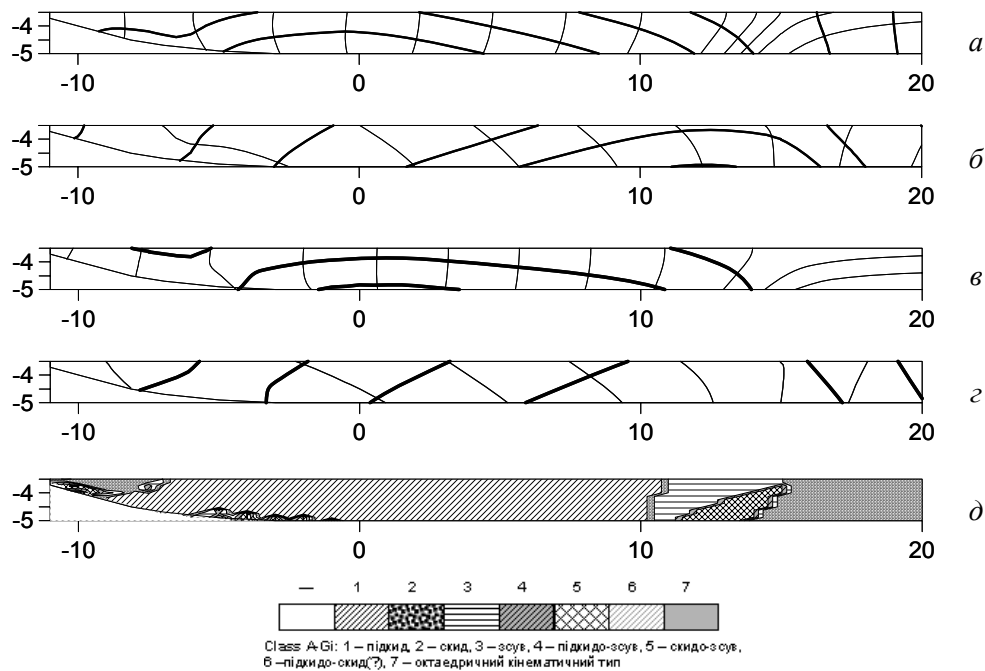 -4
-5
-10 0 10 20
а
-4
-5
-10 0 10 20
б
-4
-5
-10 0 10 20
в
-4
-5
-10 0 10 20
г
-4
-5
-10 0 10 20
д
— 1 2 3 4 5 6 7
Class A-Gi: 1 – підкид, 2 – скид, 3 – зсув, 4 – підкидо-зсув, 5 – скидо-зсув,
6 –підкидо-скид(?), 7 – октаедричний кінематичний тип